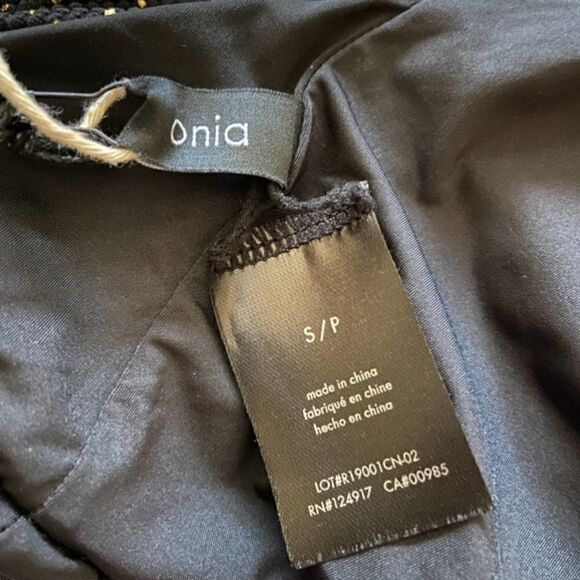 onia
S/P
made in china
fabriqué en chine
hecho en china
LOT#R19001CN-02
RN#124917 CA#00985